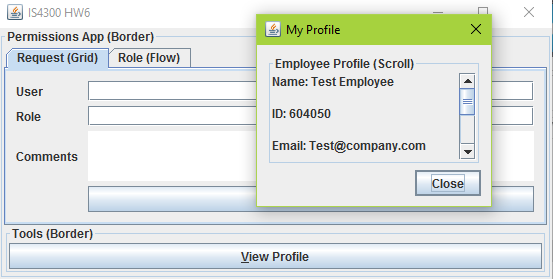 IS4300 HW6
Permissions App (Border)
Request (Grid)
Role (Flow)
User
Role
Comments
My Profile
Employee Profile (Scroll)
Name: Test Employee
ID: 604050
Email: Test@company.com
Close
Tools (Border)
View Profile